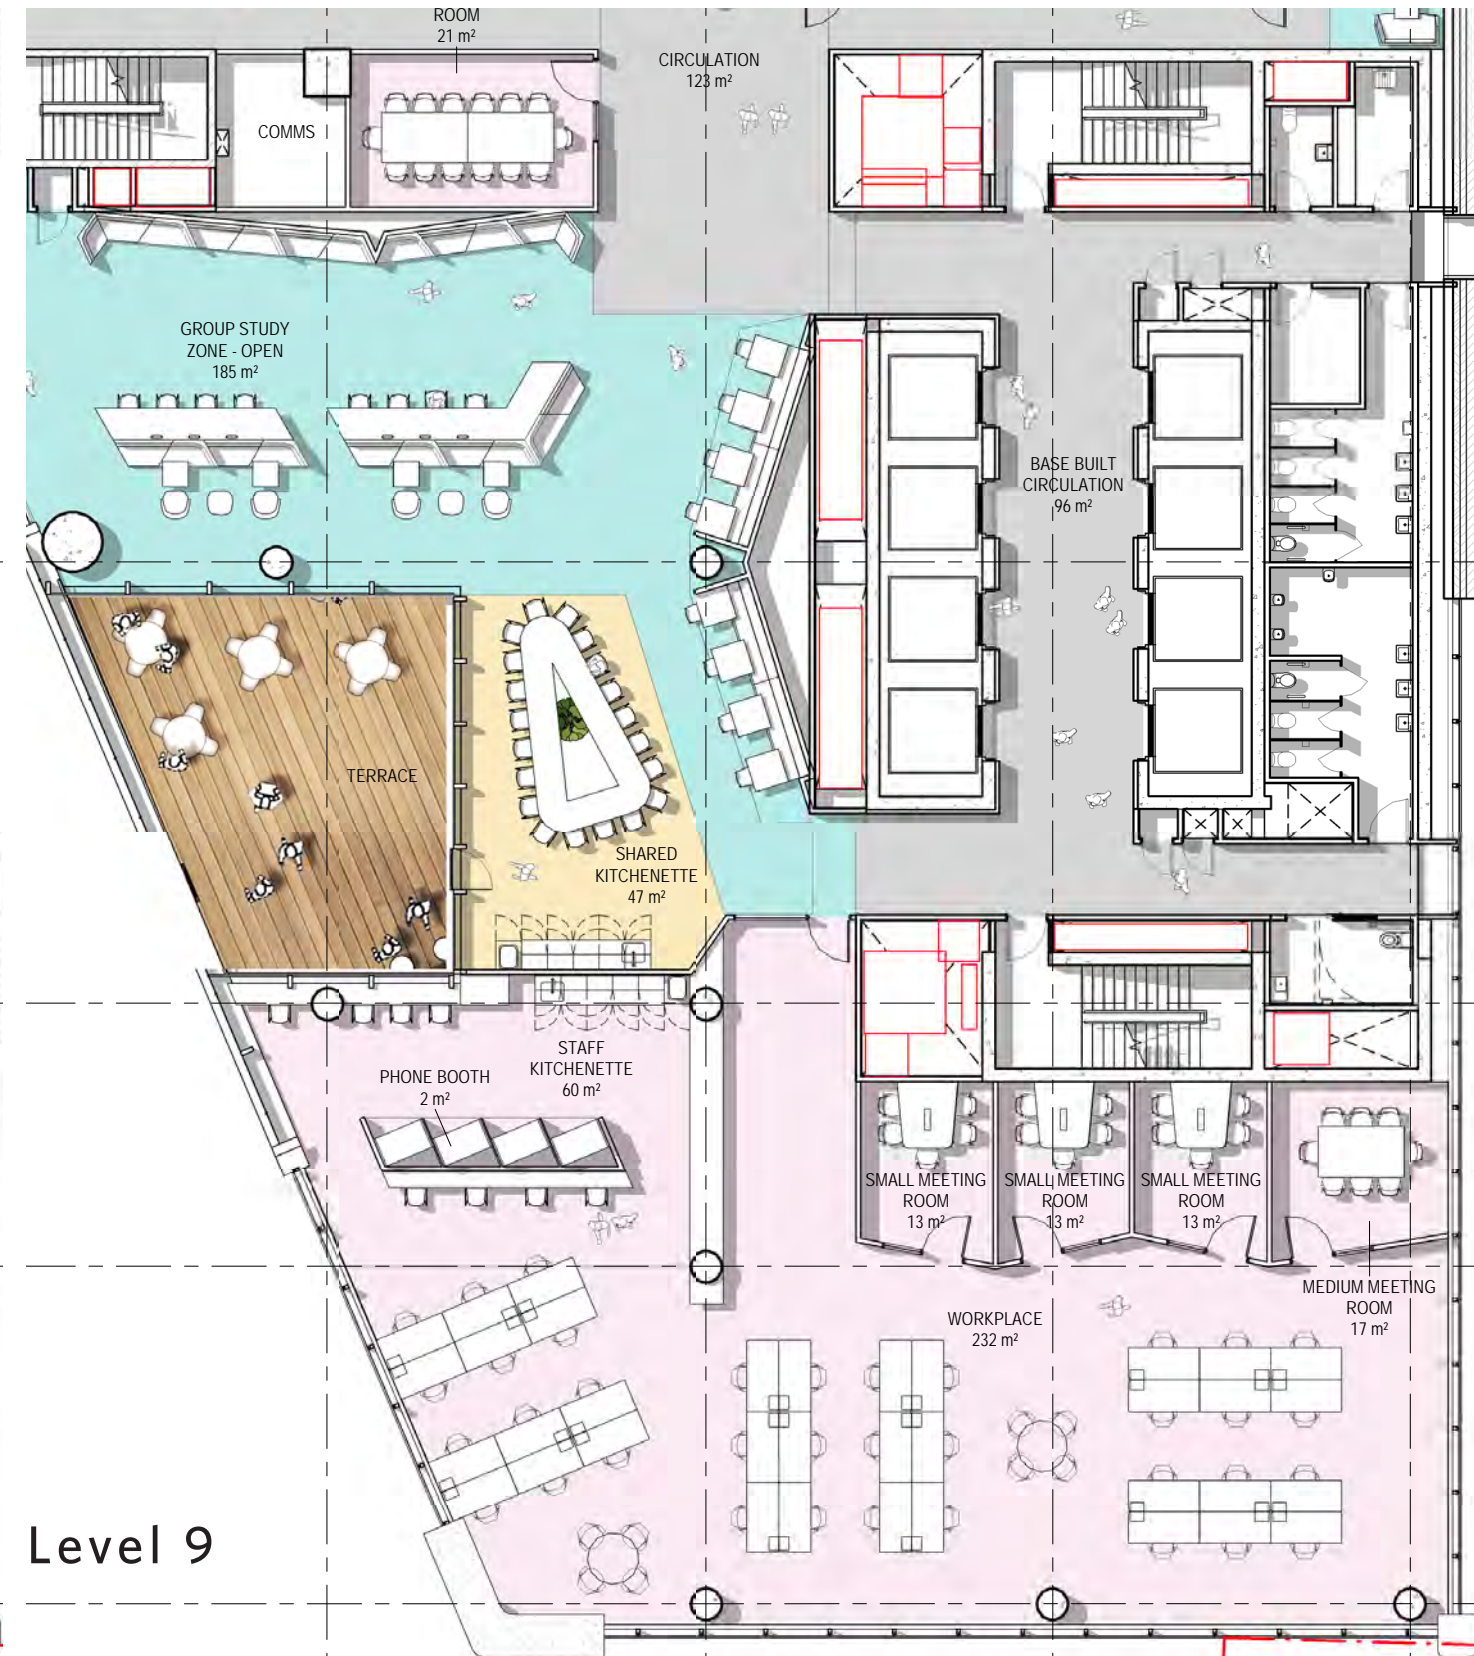 ROOM
21 m²
CIRCULATION
123 m²
COMMS
GROUP STUDY
ZONE - OPEN
185 m²
BASE BUILT
CIRCULATION
96 m²
TERRACE
SHARED
KITCHENETTE
47 m²
STAFF
KITCHENETTE
60 m²
PHONE BOOTH
2 m²
SMALL MEETING
ROOM
13 m²
SMALL MEETING
ROOM
13 m²
SMALL MEETING
ROOM
13 m²
MEDIUM MEETING
ROOM
17 m²
WORKPLACE
232 m²
Level 9